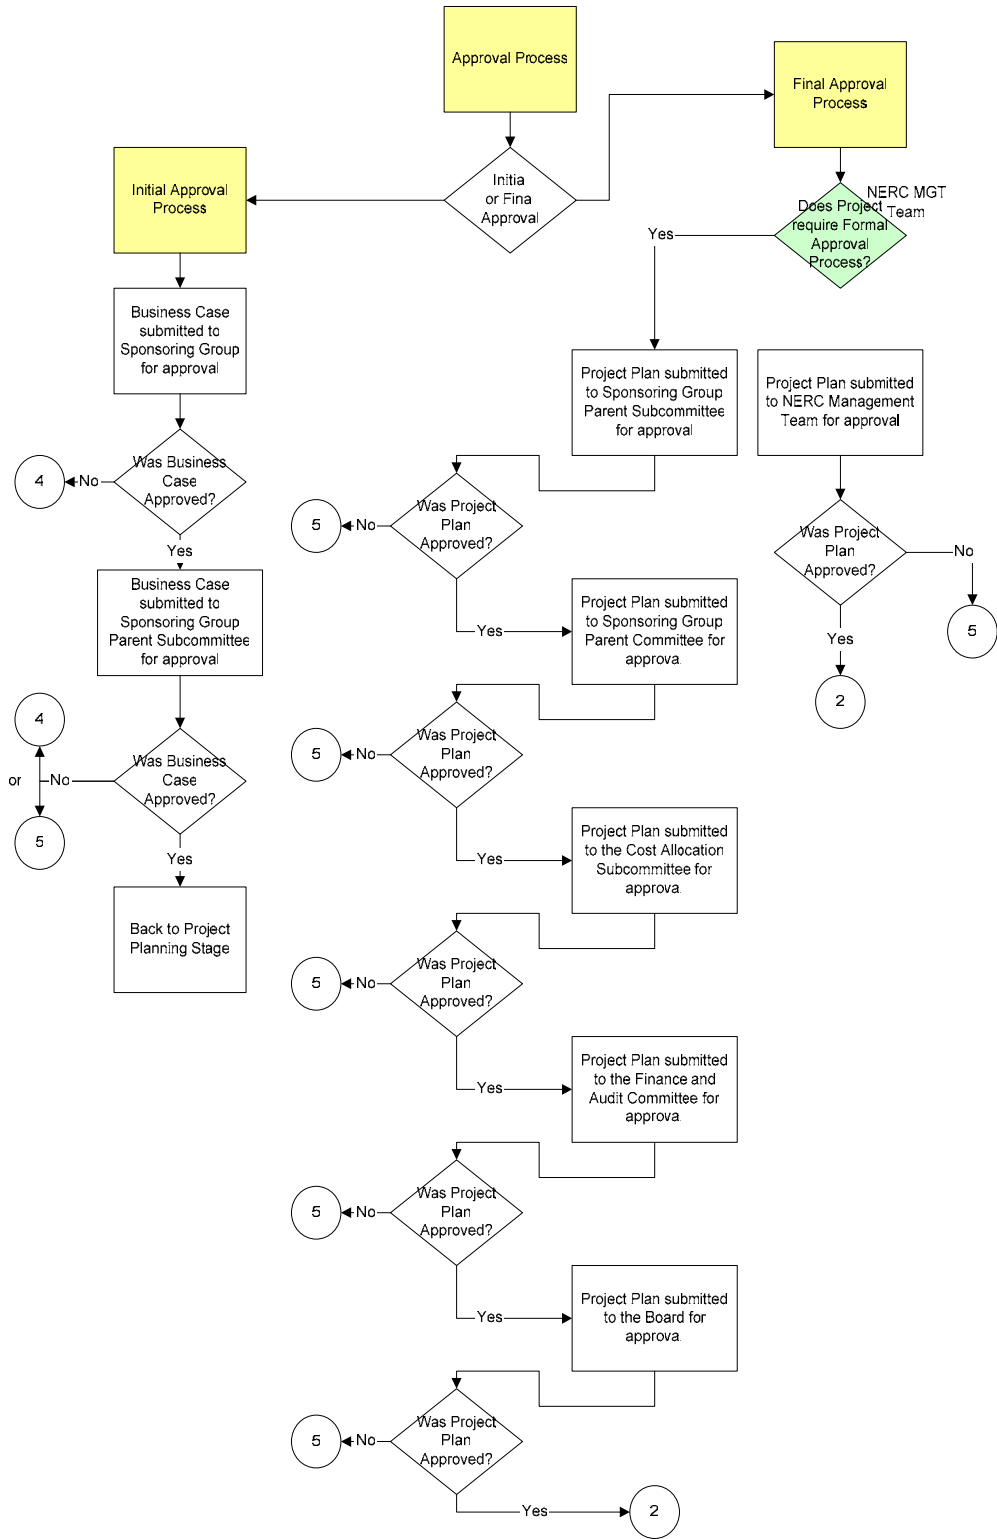 Approval Process
Final Approval
Process
Initia
or Fina
Approval
Initial Approval
Process
NERC MGT
Team
Does Project
require Formal
Approval
Process?
Yes
Business Case
submitted to
Sponsoring Group
for approval
Project Plan submitted
to Sponsoring Group
Parent Subcommittee
for approval
Project Plan submitted
to NERC Management
Team for approval
Was Business
Case
Approved?
No
4
Yes
Was Project
Plan
Approved?
No
5
Was Project
Plan
Approved?
No
5
Yes
2
Business Case
submitted to
Sponsoring Group
Parent Subcommittee
for approval
Yes
Project Plan submitted
to Sponsoring Group
Parent Committee for
approva
4
or
No
5
Was Business
Case
Approved?
Yes
Was Project
Plan
Approved?
No
5
Yes
Project Plan submitted
to the Cost Allocation
Subcommittee for
approva
Back to Project
Planning Stage
Was Project
Plan
Approved?
No
5
Yes
Project Plan submitted
to the Finance and
Audit Committee for
approva
Was Project
Plan
Approved?
No
5
Yes
Project Plan submitted
to the Board for
approva
Was Project
Plan
Approved?
No
5
Yes
2